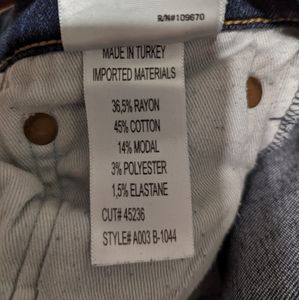 R/N#109670
MADE IN TURKEY
IMPORTED MATERIALS
36,5% RAYON
45% COTTON
14% MODAL
3% POLYESTER
1,5% ELASTANE
CUT# 45236
STYLE# A003 B-1044